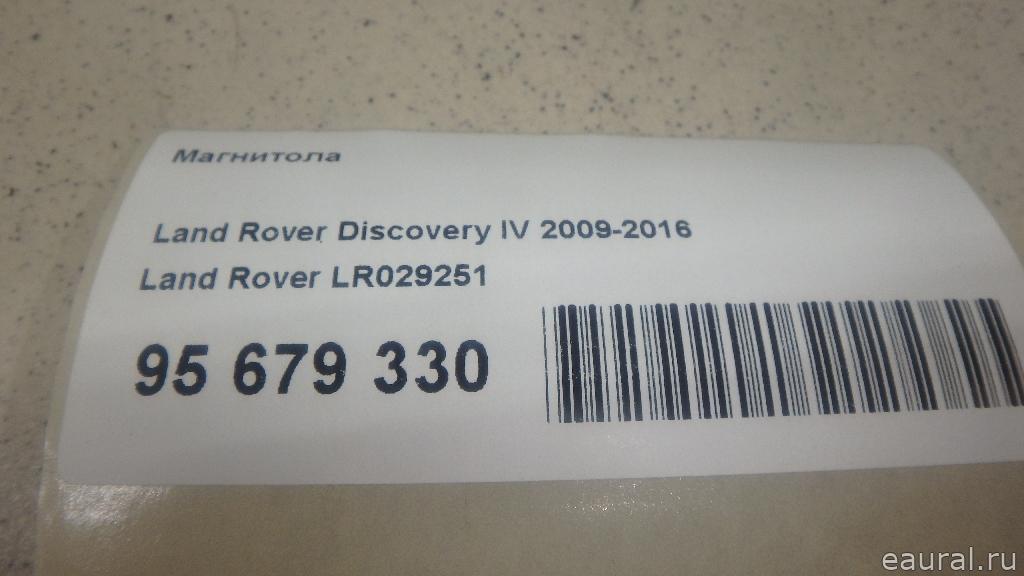 Магнитола
Land Rover Discovery IV 2009-2016
Land Rover LR029251
95 679 330
eaural.ru